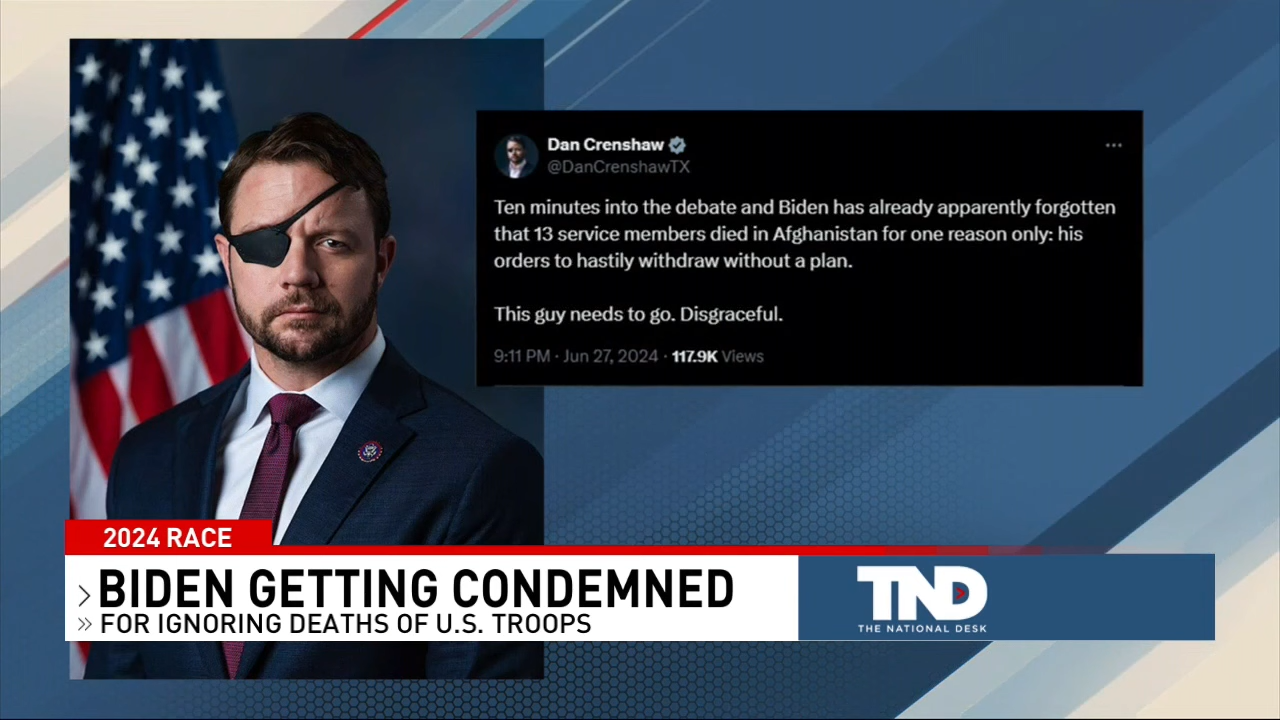 Dan Crenshaw
@DanCrenshawTX
Ten minutes into the debate and Biden has already apparently forgotten
that 13 service members died in Afghanistan for one reason only: his
orders to hastily withdraw without a plan.
This guy needs to go. Disgraceful.
9:11 PM · Jun 27, 2024 · 117.9K Views
2024 RACE
BIDEN GETTING CONDEMNED
FOR IGNORING DEATHS OF U.S. TROOPS
TND
THE NATIONAL DESK